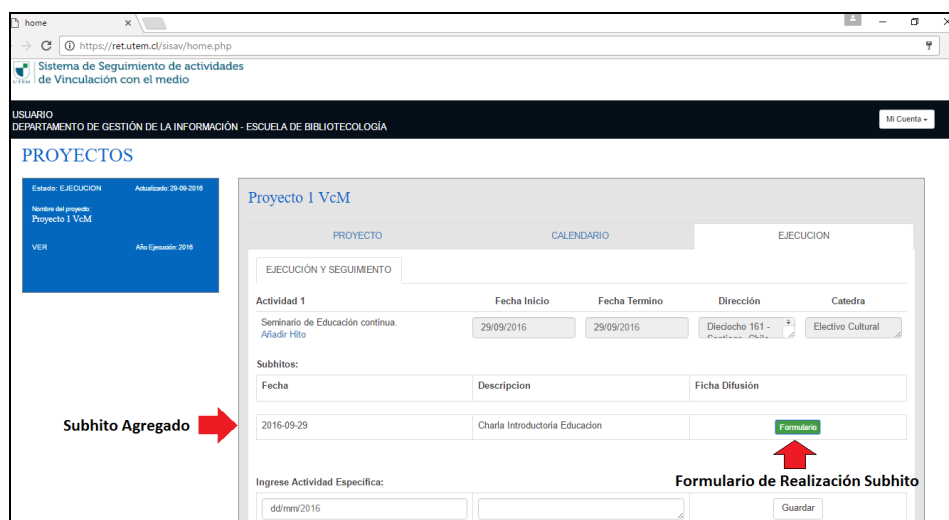 home
https://ret.utem.cl/sisav/home.php
Sistema de Seguimiento de actividades
de Vinculación con el medio
USUARIO
DEPARTAMENTO DE GESTIÓN DE LA INFORMACIÓN - ESCUELA DE BIBLIOTECOLOGÍA
Mi Cuenta
PROYECTOS
Estado: EJECUCION Actualizado: 29-09-2016
Nombre del proyecto:
Proyecto 1 VcM
VER Año Ejecución: 2016
Proyecto 1 VcM
PROYECTO CALENDARIO EJECUCION
EJECUCIÓN Y SEGUIMIENTO
Actividad 1 Fecha Inicio Fecha Termino Dirección Catedra
Seminario de Educación continua.
Añadir Hito
29/09/2016 29/09/2016 Dieciocho 161 - Electivo Cultural
Santiago, Chile
Subhitos:
Fecha Descripcion Ficha Difusión
Subhito Agregado
2016-09-29 Charla Introductoria Educacion Formulario
Formulario de Realización Subhito
Ingrese Actividad Especifica:
dd/mm/2016 Guardar